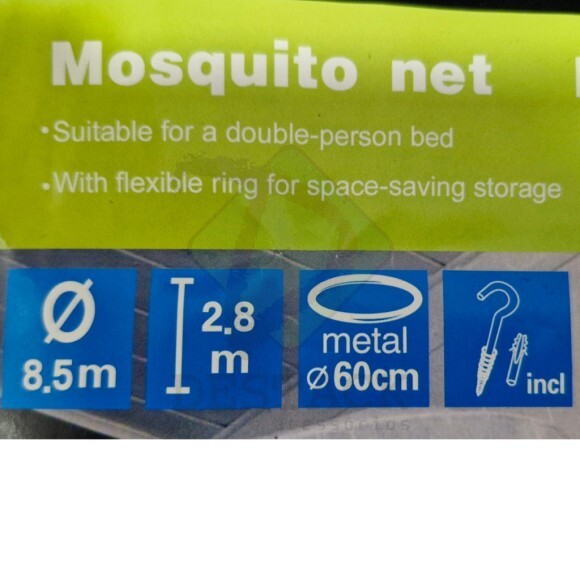 Mosquito net
•Suitable for a double-person bed
•With flexible ring for space-saving storage
Ø
8.5m
2.8
m
metal
Ø60cm
incl